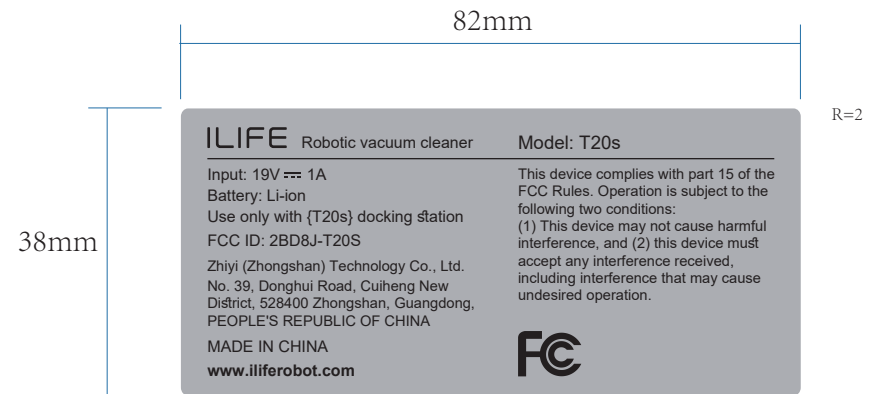 82mm
R=2
38mm
ILIFE Robotic vacuum cleaner
Model: T20s
Input: 19V ⎓ 1A
Battery: Li-ion
Use only with {T20s} docking station
FCC ID: 2BD8J-T20S
Zhiyi (Zhongshan) Technology Co., Ltd.
No. 39, Donghui Road, Cuiheng New
District, 528400 Zhongshan, Guangdong,
PEOPLE'S REPUBLIC OF CHINA
MADE IN CHINA
www.iliferobot.com
This device complies with part 15 of the
FCC Rules. Operation is subject to the
following two conditions:
(1) This device may not cause harmful
interference, and (2) this device must
accept any interference received,
including interference that may cause
undesired operation.
FC